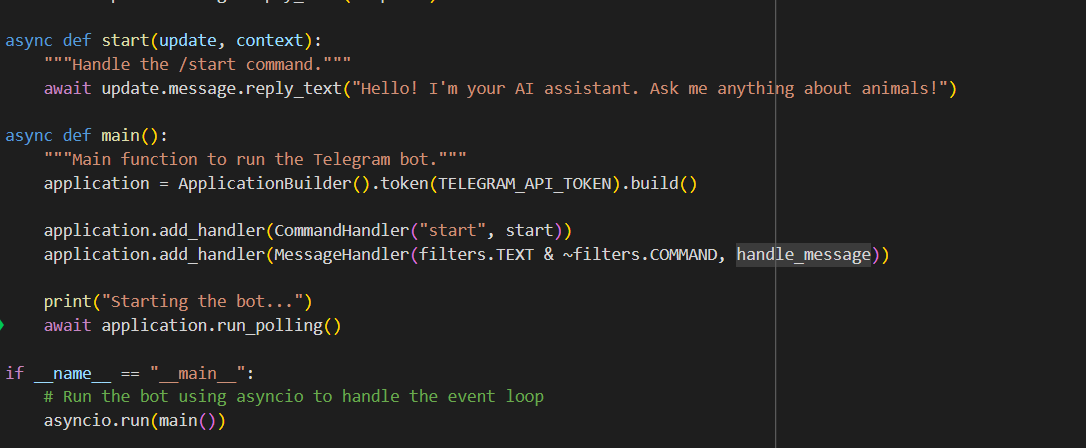 async def start(update, context):
    """Handle the /start command."""
    await update.message.reply_text("Hello! I'm your AI assistant. Ask me anything about animals!")
async def main():
    """Main function to run the Telegram bot."""
    application = ApplicationBuilder().token(TELEGRAM_API_TOKEN).build()
    application.add_handler(CommandHandler("start", start))
    application.add_handler(MessageHandler(filters.TEXT & ~filters.COMMAND, handle_message))
    print("Starting the bot...")
    await application.run_polling()
if __name__ == "__main__":
    # Run the bot using asyncio to handle the event loop
    asyncio.run(main())